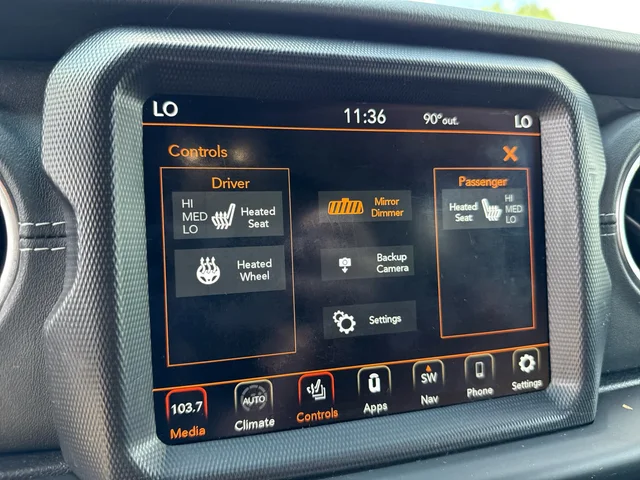 LO
11:36
90° out.
LO
Controls
X
Driver
HI
MED
LO
Heated
Seat
Heated
Wheel
Mirror
Dimmer
Backup
Camera
Settings
Passenger
Heated
Seat
HI
MED
LO
103.7
Media
AUTO
Climate
Controls
Apps
SW
Nav
Phone
Settings